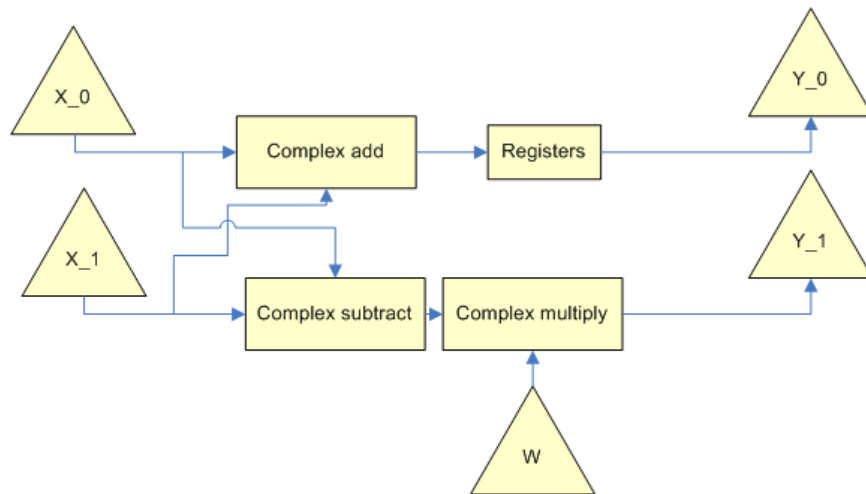 X_0
Y_0
Complex add
Registers
X_1
Y_1
Complex subtract
Complex multiply
W